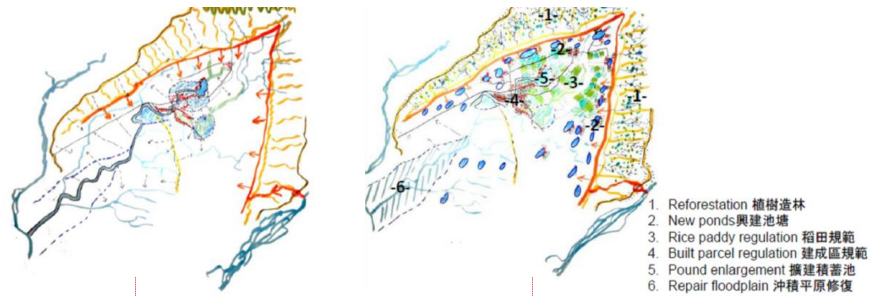 -1-
-2-
-5-
-3-
-4-
-1-
-2-
-6-
1. Reforestation 植樹造林
2. New ponds興建池塘
3. Rice paddy regulation 稻田規範
4. Built parcel regulation 建成區規範
5. Pound enlargement 擴建積蓄池
6. Repair floodplain 沖積平原修復